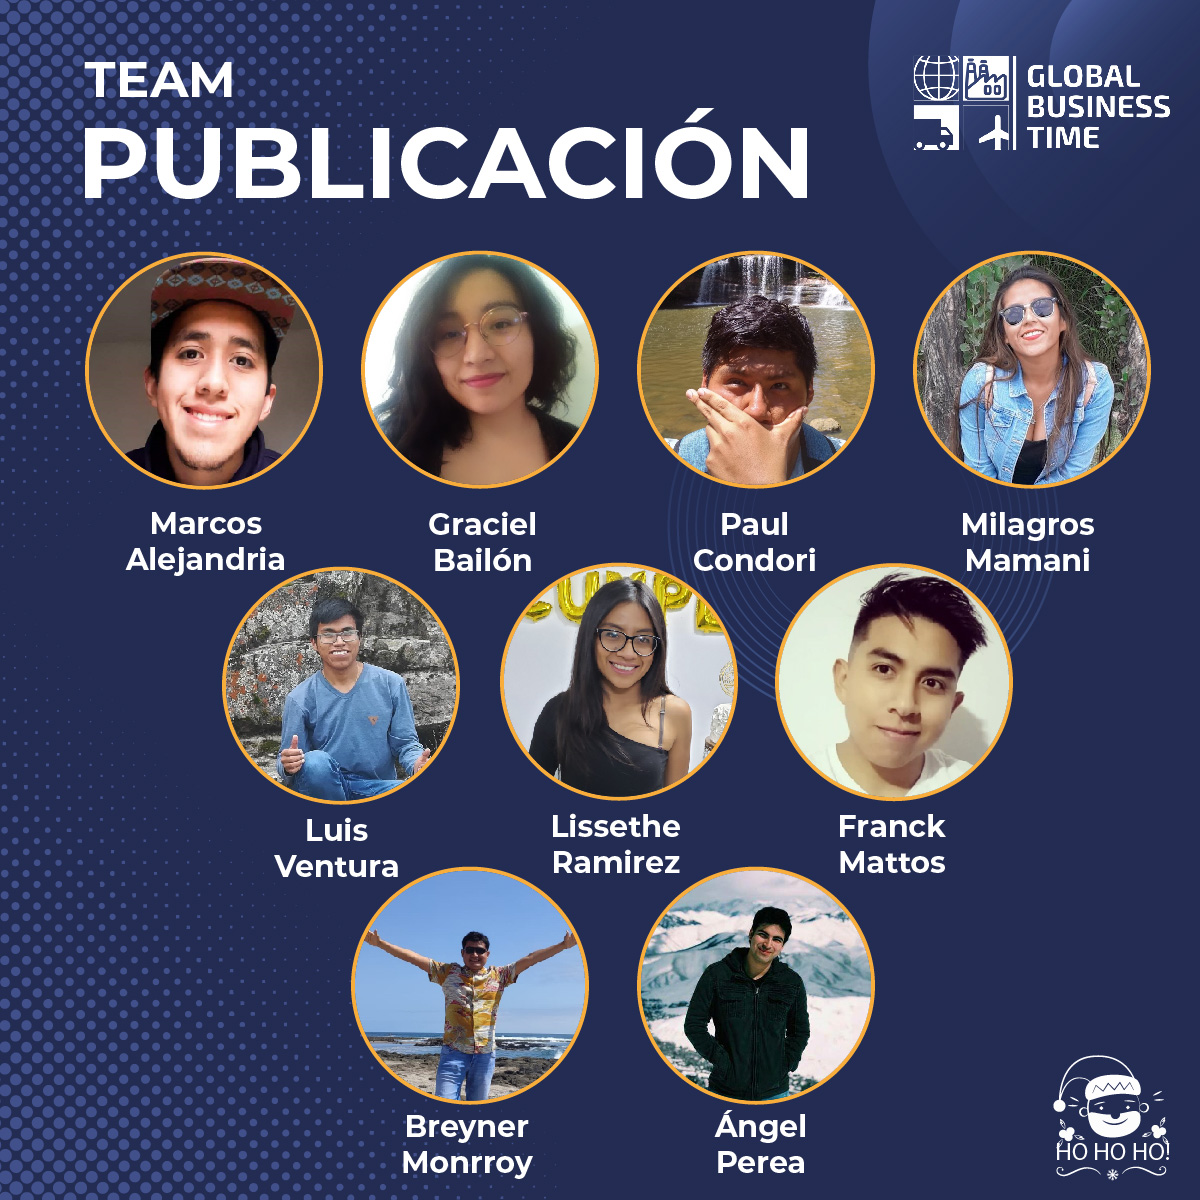 TEAM
PUBLICACIÓN
GLOBAL
BUSINESS
TIME
Marcos
Alejandria
Graciel
Bailón
Paul
Condori
Milagros
Mamani
CUMPLE
Luis
Ventura
Lissethe
Ramirez
Franck
Mattos
Breyner
Monrroy
Ángel
Perea
HO HO HO!